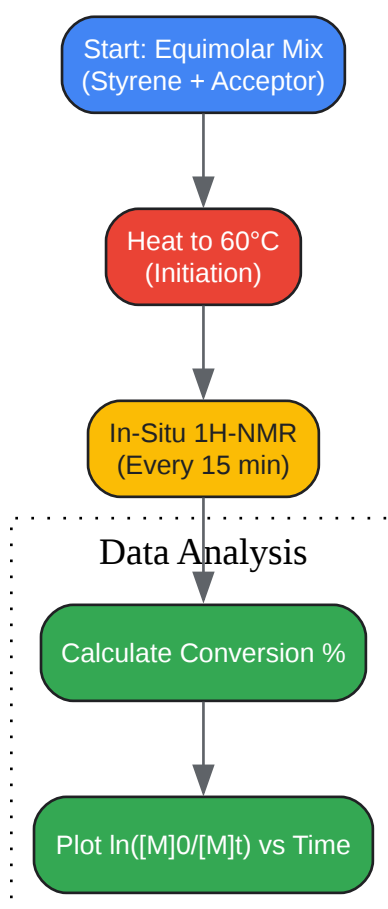 Start: Equimolar Mix
(Styrene + Acceptor)
Heat to 60°C
(Initiation)
In-Situ 1H-NMR
(Every 15 min)
Data Analysis
Calculate Conversion %
Plot ln([M]0/[M]t) vs Time